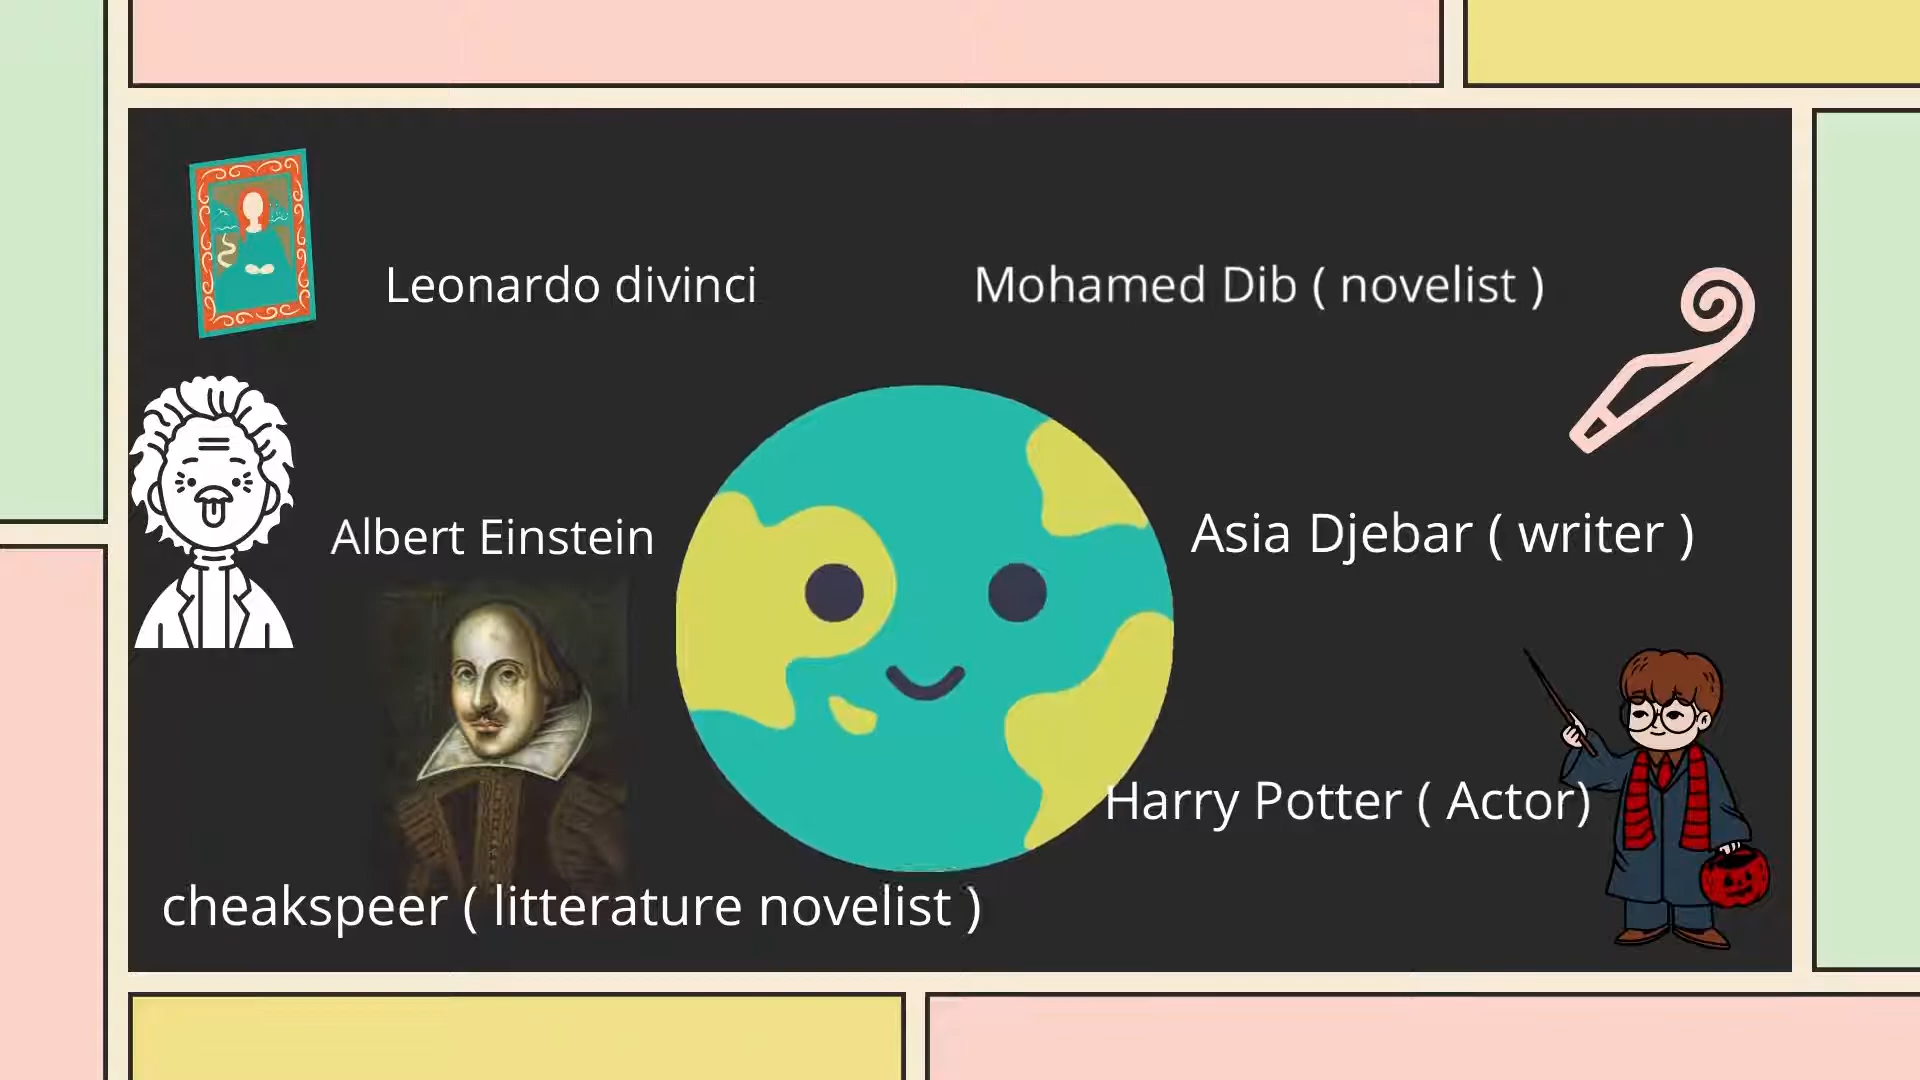 Leonardo divinci
Mohamed Dib ( novelist )
Albert Einstein
Asia Djebar ( writer )
Harry Potter ( Actor)
cheakspeer ( litterature novelist )